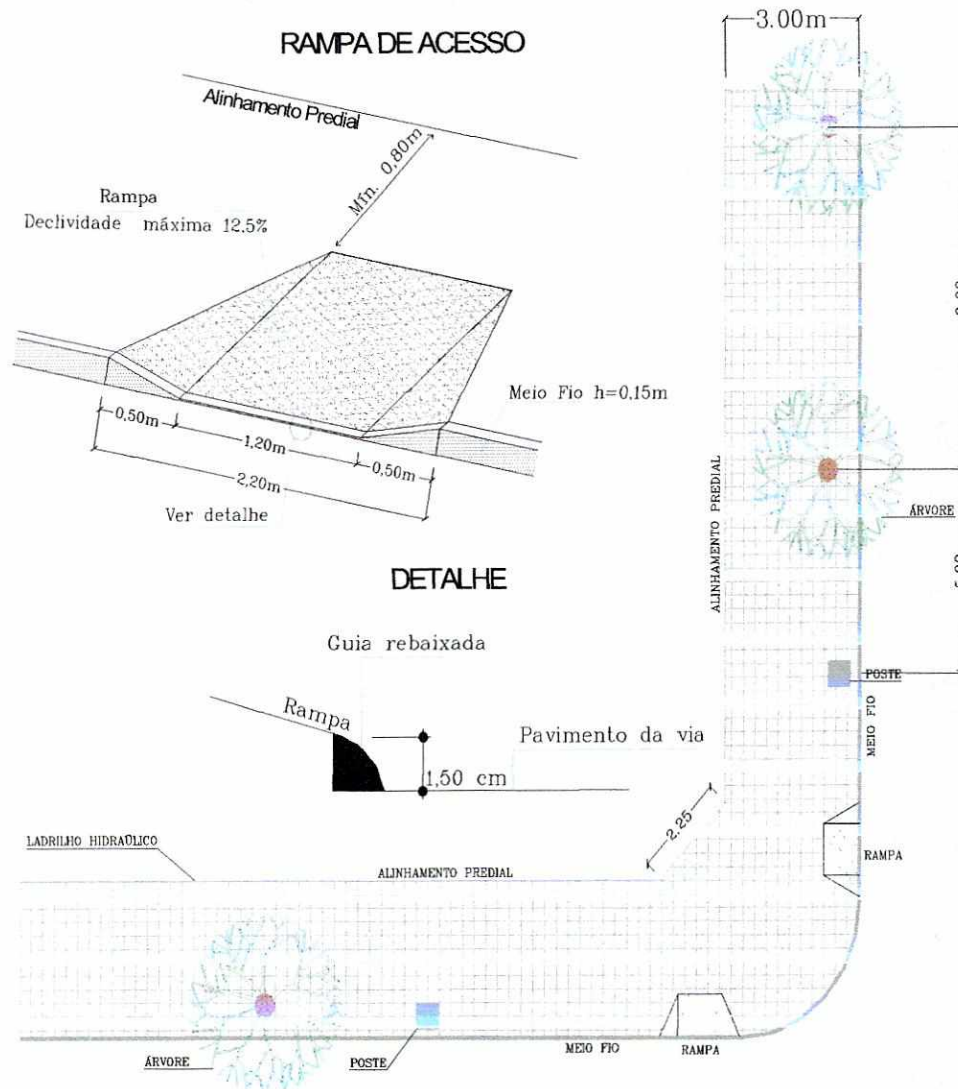 RAMPA DE ACESSO
3.00m
Alinhamento Predial
Mín. 0,80m
Rampa
Declividade máxima 12.5%
Meio Fio h=0,15m
0,50m
1,20m
0,50m
2,20m
Ver detalhe
ALINHAMENTO PREDIAL
ÁRVORE
DETALHE
Guia rebaixada
Rampa
1,50 cm
Pavimento da via
POSTE
MEIO FIO
2.25
RAMPA
LADRILHO HIDRAÚLICO
ALINHAMENTO PREDIAL
ÁRVORE
POSTE
MEIO FIO
RAMPA